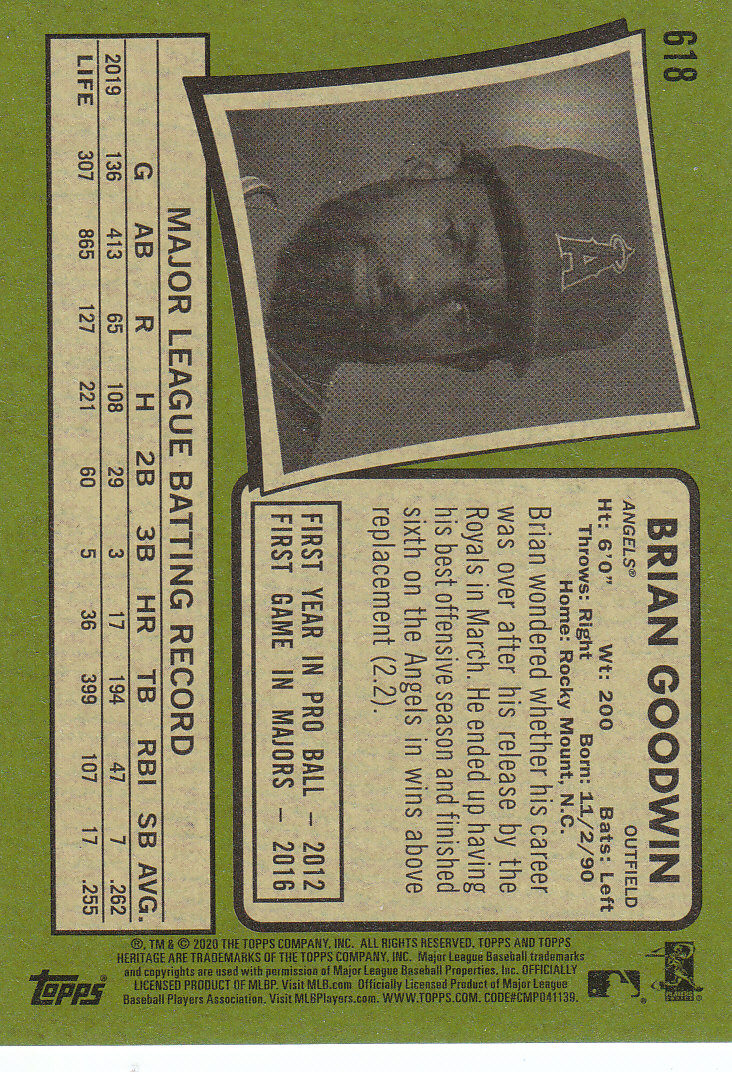 618
A
BRIAN GOODWIN
ANGELS® OUTFIELD
Ht: 6'0" Wt: 200 Bats: Left
Throws: Right Born: 11/2/90
Home: Rocky Mount, N.C.
Brian wondered whether his career
was over after his release by the
Royals in March. He ended up having
his best offensive season and finished
sixth on the Angels in wins above
replacement (2.2).
FIRST YEAR IN PRO BALL – 2012
FIRST GAME IN MAJORS – 2016
MAJOR LEAGUE BATTING RECORD
G AB R H 2B 3B HR TB RBI SB AVG.
2019 136 413 65 108 29 3 17 194 47 7 .262
LIFE 307 865 127 221 60 5 36 399 107 17 .255
®, TM & © 2020 THE TOPPS COMPANY, INC. ALL RIGHTS RESERVED. TOPPS AND TOPPS
HERITAGE ARE TRADEMARKS OF THE TOPPS COMPANY, INC. Major League Baseball trademarks
and copyrights are used with permission of Major League Baseball Properties, Inc. OFFICIALLY
LICENSED PRODUCT OF MLBP. Visit MLB.com Officially Licensed Product of Major League
Baseball Players Association. Visit MLBPlayers.com. WWW.TOPPS.COM. CODE#CMP041139.
topps®